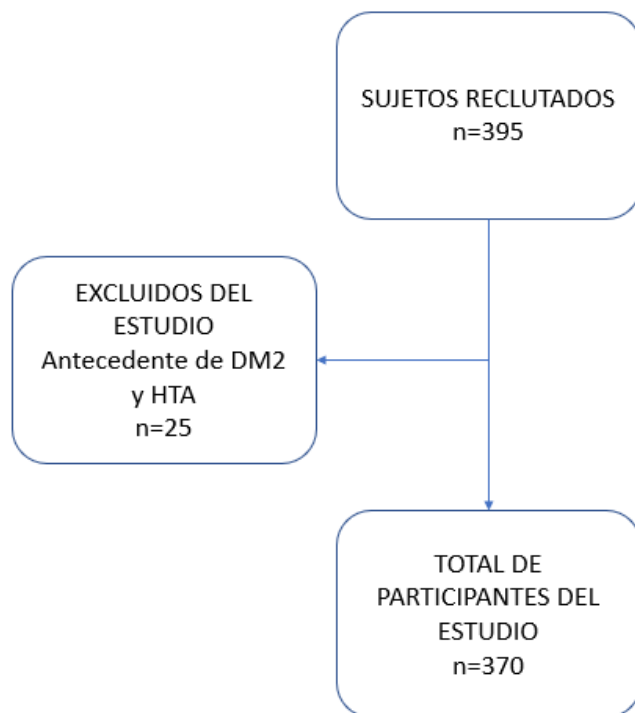 SUJETOS RECLUTADOS
n=395
EXCLUIDOS DEL
ESTUDIO
Antecedente de DM2
y HTA
n=25
TOTAL DE
PARTICIPANTES DEL
ESTUDIO
n=370